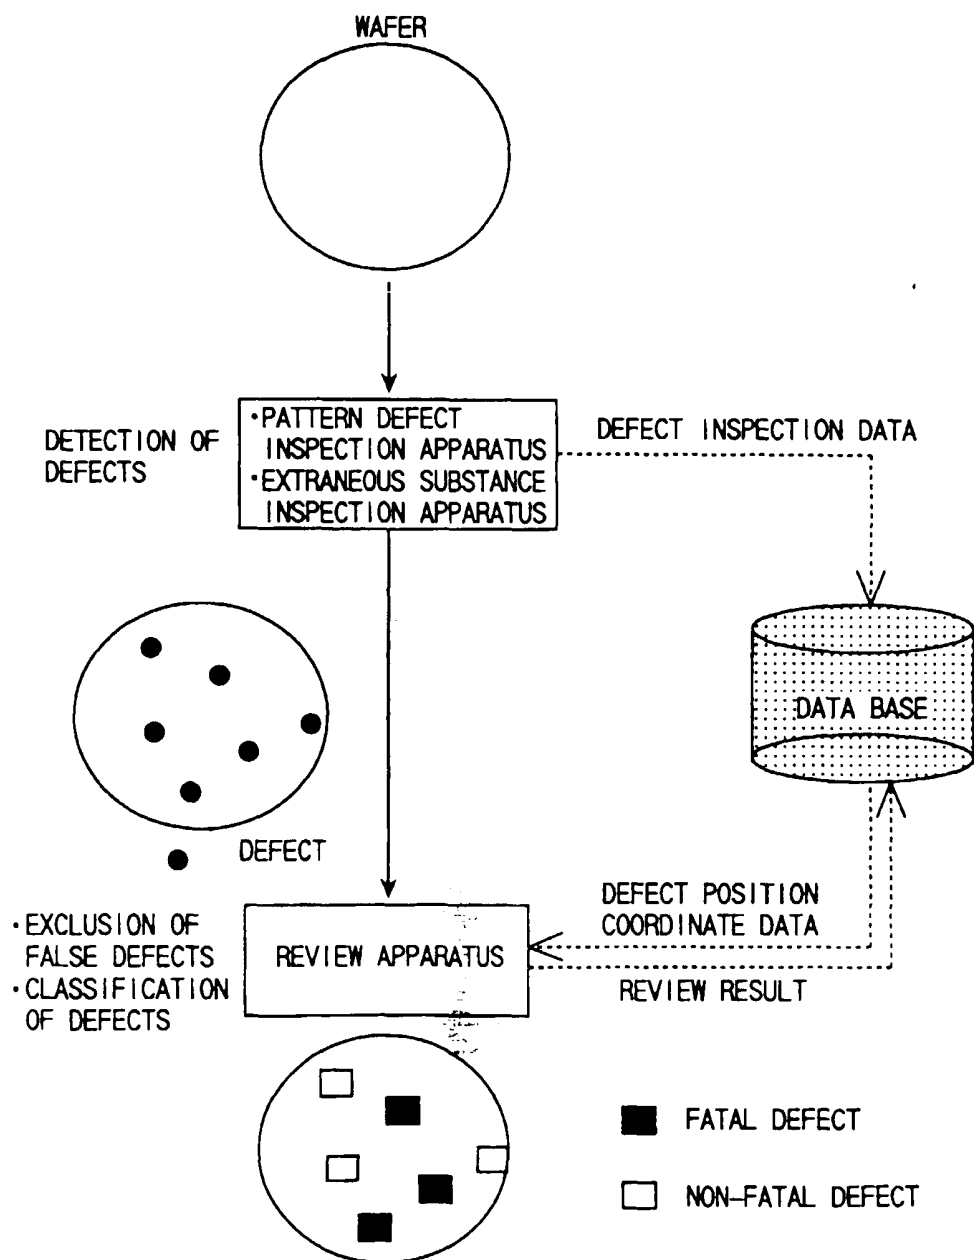 WAFER
DETECTION OF
DEFECTS
·PATTERN DEFECT
INSPECTION APPARATUS
·EXTRANEOUS SUBSTANCE
INSPECTION APPARATUS
DEFECT INSPECTION DATA
DATA BASE
DEFECT
·EXCLUSION OF
FALSE DEFECTS
·CLASSIFICATION
OF DEFECTS
REVIEW APPARATUS
DEFECT POSITION
COORDINATE DATA
REVIEW RESULT
FATAL DEFECT
NON-FATAL DEFECT